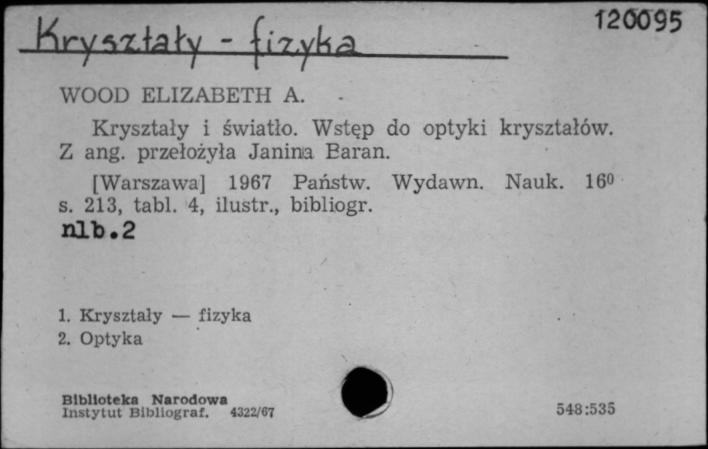 120095
Kryształy - fizyka
WOOD ELIZABETH A.
Kryształy i światło. Wstęp do optyki kryształów.
Z ang. przełożyła Janina Baran.
[Warszawa] 1967 Państw. Wydawn. Nauk. 16⁰
s. 213, tabl. 4, ilustr., bibliogr.
nlb.2
1. Kryształy — fizyka
2. Optyka
Biblioteka Narodowa
Instytut Bibliograf. 4322/67
548:535